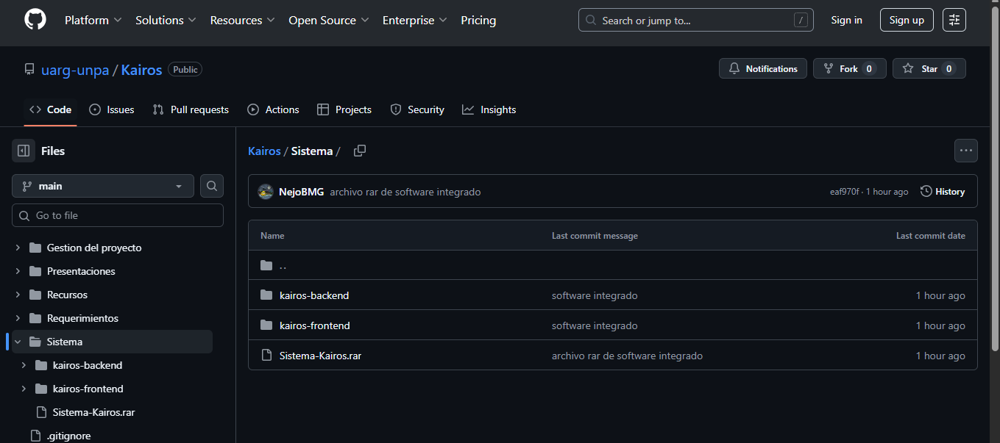 Platform Solutions Resources Open Source Enterprise Pricing Search or jump to... / Sign in Sign up
uarg-unpa / Kairos Public Notifications Fork 0 Star 0
Code Issues Pull requests Actions Projects Security Insights
Files
main
Go to file
Gestion del proyecto
Presentaciones
Recursos
Requerimientos
Sistema
kairos-backend
kairos-frontend
Sistema-Kairos.rar
.gitignore
Kairos / Sistema /
NejoBMG archivo rar de software integrado eaf970f · 1 hour ago History
Name Last commit message Last commit date
..
kairos-backend software integrado 1 hour ago
kairos-frontend software integrado 1 hour ago
Sistema-Kairos.rar archivo rar de software integrado 1 hour ago